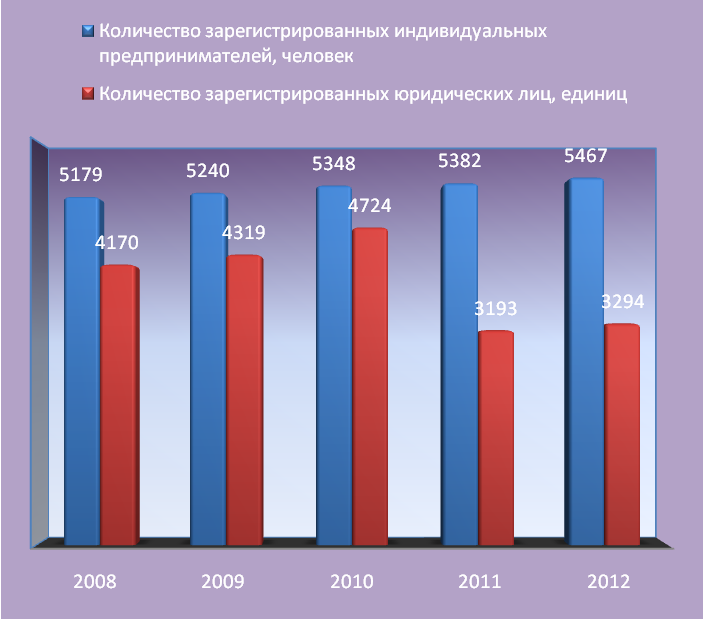 Количество зарегистрированных индивидуальных
предпринимателей, человек
Количество зарегистрированных юридических лиц, единиц
5179 5240 5348 5382 5467
4170 4319 4724 3193 3294
2008 2009 2010 2011 2012